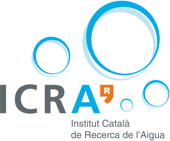 ICRA R
Institut Català
de Recerca de l'Aigua